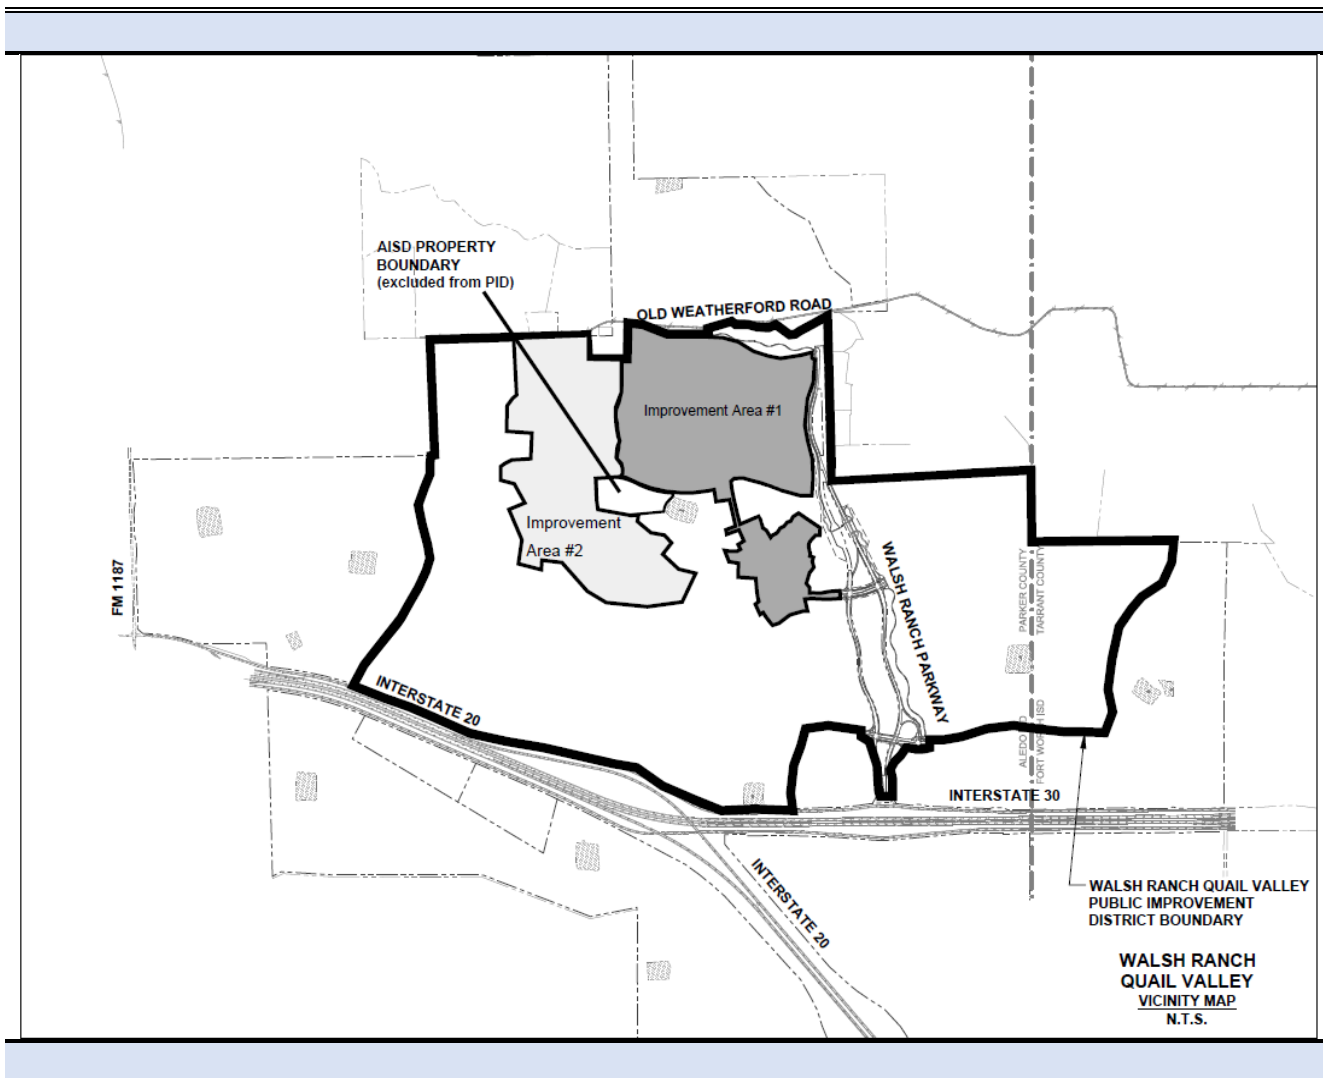 AISD PROPERTY
BOUNDARY
(excluded from PID)
OLD WEATHERFORD ROAD
Improvement Area #1
Improvement
Area #2
FM 1187
WALSH RANCH PARKWAY
PARKER COUNTY
TARRANT COUNTY
INTERSTATE 20
FORT WORTH ISD
INTERSTATE 30
INTERSTATE 20
WALSH RANCH QUAIL VALLEY
PUBLIC IMPROVEMENT
DISTRICT BOUNDARY
WALSH RANCH
QUAIL VALLEY
VICINITY MAP
N.T.S.